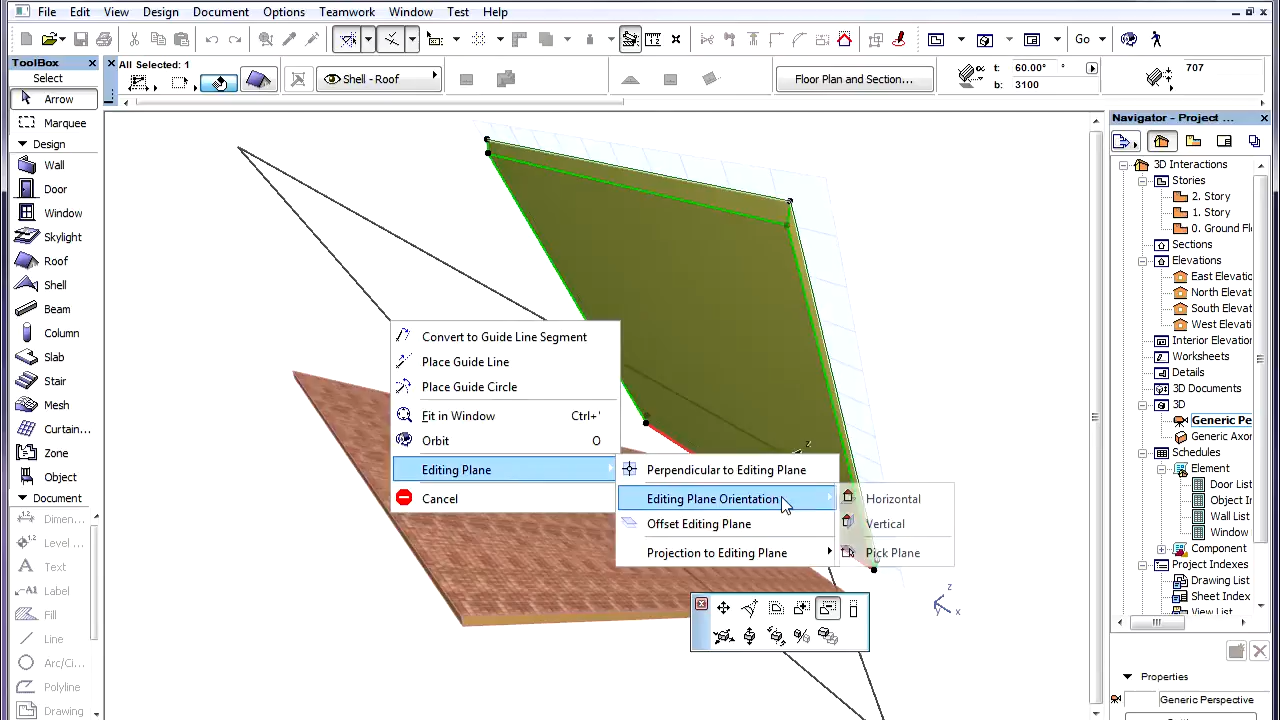 File Edit View Design Document Options Teamwork Window Test Help
Go
ToolBox
Select
Arrow
Marquee
Design
Wall
Door
Window
Skylight
Roof
Shell
Beam
Column
Slab
Stair
Mesh
Curtain...
Zone
Object
Document
Dimen...
Level ...
Text
Label
Fill
Line
Arc/Ci...
Polyline
Drawing
All Selected: 1
Shell - Roof
Floor Plan and Section...
t: 60.00° °
b: 3100
707
Convert to Guide Line Segment
Place Guide Line
Place Guide Circle
Fit in Window Ctrl+'
Orbit O
Editing Plane
Cancel
Perpendicular to Editing Plane
Editing Plane Orientation
Offset Editing Plane
Projection to Editing Plane
Horizontal
Vertical
Pick Plane
z
z
y x
Navigator - Project ...
3D Interactions
Stories
2. Story
1. Story
0. Ground Fl
Sections
Elevations
East Elevatio
North Elevat
South Elevat
West Elevat
Interior Elevatio
Worksheets
Details
3D Documents
3D
Generic Pe
Generic Axo
Schedules
Element
Door List
Object In
Wall List
Window
Component
Project Indexes
Drawing List
Sheet Index
View List
Properties
Generic Perspective